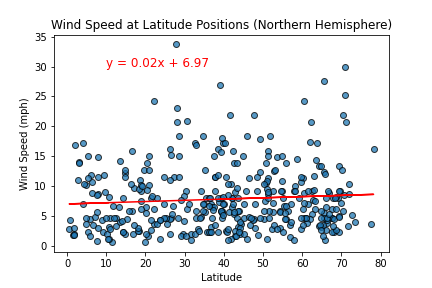 Wind Speed at Latitude Positions (Northern Hemisphere)
y = 0.02x + 6.97
35
30
25
20
15
10
5
0
Wind Speed (mph)
0 10 20 30 40 50 60 70 80
Latitude